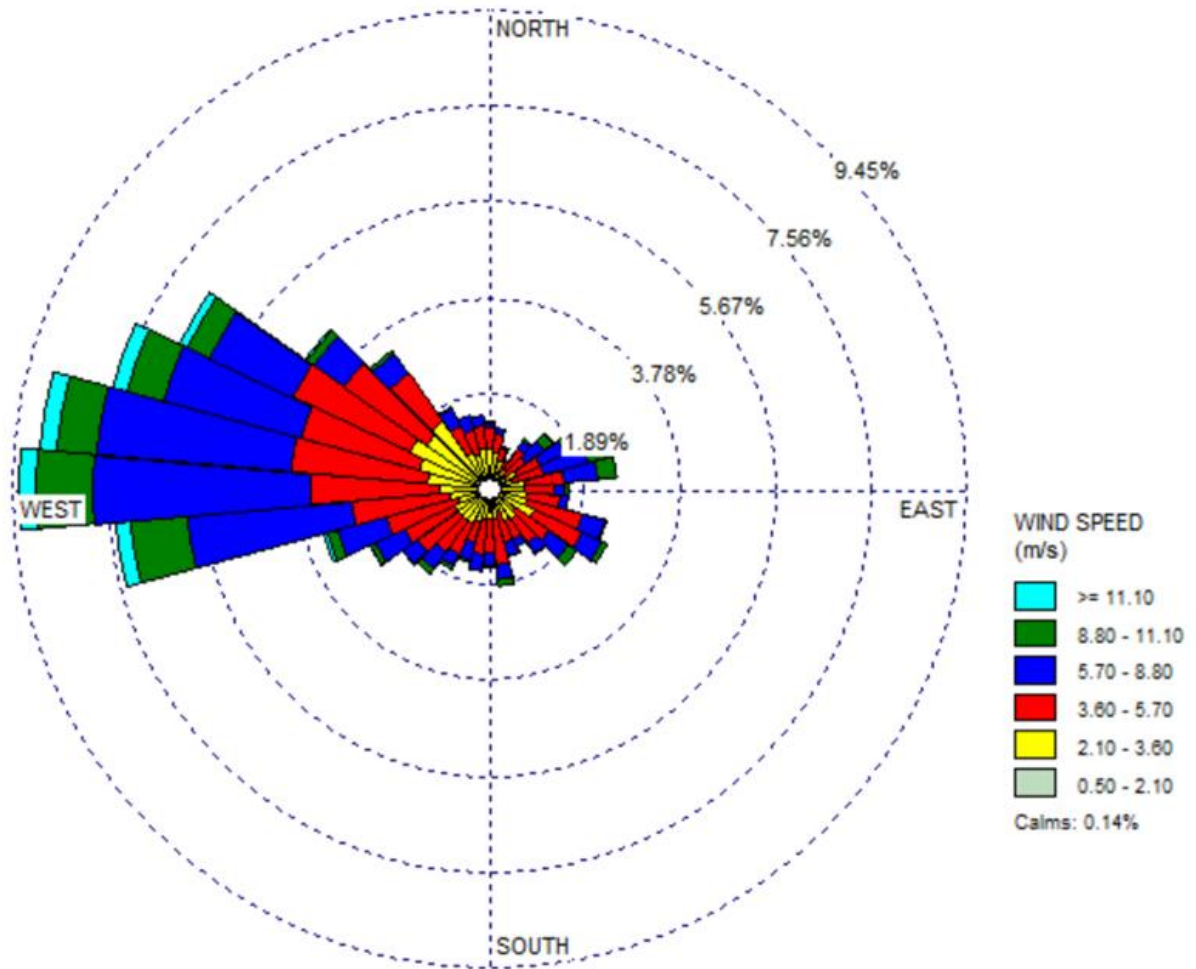 NORTH
9.45%
7.56%
5.67%
3.78%
1.89%
WEST
EAST
SOUTH
WIND SPEED
(m/s)
>= 11.10
8.80 - 11.10
5.70 - 8.80
3.60 - 5.70
2.10 - 3.60
0.50 - 2.10
Calms: 0.14%